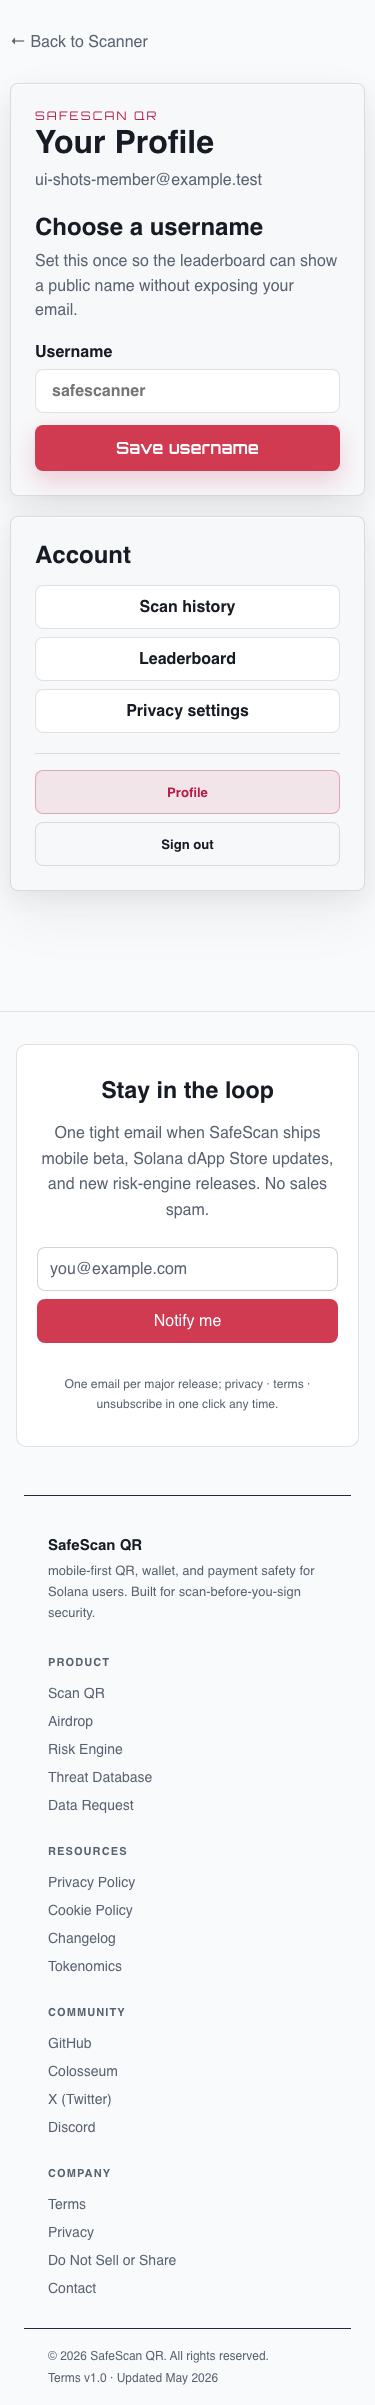 ← Back to Scanner
SAFESCAN QR
Your Profile
ui-shots-member@example.test
Choose a username
Set this once so the leaderboard can show
a public name without exposing your
email.
Username
safescanner
Save username
Account
Scan history
Leaderboard
Privacy settings
Profile
Sign out
Stay in the loop
One tight email when SafeScan ships
mobile beta, Solana dApp Store updates,
and new risk-engine releases. No sales
spam.
you@example.com
Notify me
One email per major release; privacy · terms ·
unsubscribe in one click any time.
SafeScan QR
mobile-first QR, wallet, and payment safety for
Solana users. Built for scan-before-you-sign
security.
PRODUCT
Scan QR
Airdrop
Risk Engine
Threat Database
Data Request
RESOURCES
Privacy Policy
Cookie Policy
Changelog
Tokenomics
COMMUNITY
GitHub
Colosseum
X (Twitter)
Discord
COMPANY
Terms
Privacy
Do Not Sell or Share
Contact
© 2026 SafeScan QR. All rights reserved.
Terms v1.0 · Updated May 2026